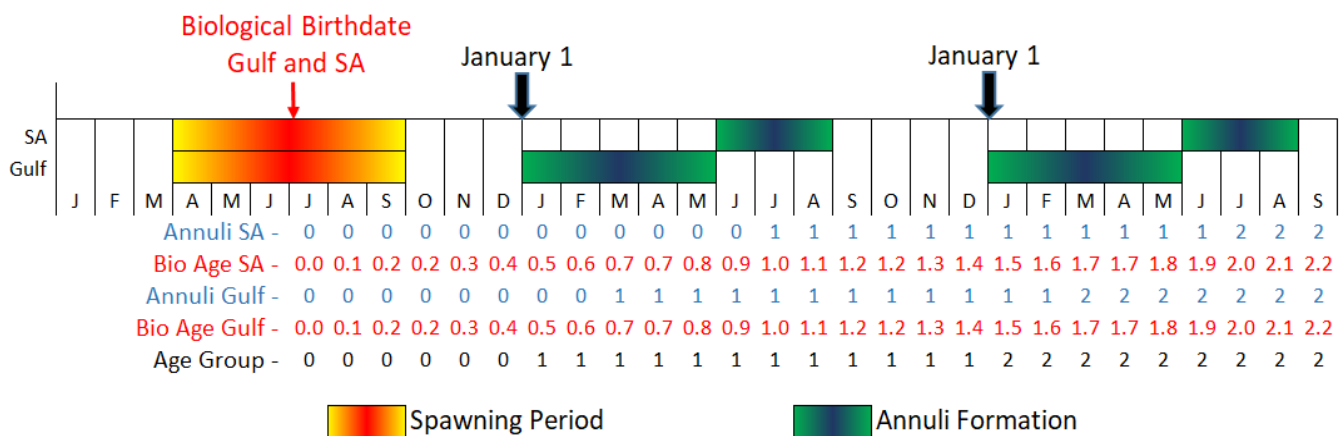 Biological Birthdate
Gulf and SA
January 1
January 1
SA
Gulf
J F M A M J J A S O N D J F M A M J J A S O N D J F M A M J J A S
Annuli SA - 0 0 0 0 0 0 0 0 0 0 0 0 1 1 1 1 1 1 1 1 1 1 1 1 2 2 2
Bio Age SA - 0.0 0.1 0.2 0.2 0.3 0.4 0.5 0.6 0.7 0.7 0.8 0.9 1.0 1.1 1.2 1.2 1.3 1.4 1.5 1.6 1.7 1.7 1.8 1.9 2.0 2.1 2.2
Annuli Gulf - 0 0 0 0 0 0 0 0 1 1 1 1 1 1 1 1 1 1 1 1 2 2 2 2 2 2 2
Bio Age Gulf - 0.0 0.1 0.2 0.2 0.3 0.4 0.5 0.6 0.7 0.7 0.8 0.9 1.0 1.1 1.2 1.2 1.3 1.4 1.5 1.6 1.7 1.7 1.8 1.9 2.0 2.1 2.2
Age Group - 0 0 0 0 0 0 1 1 1 1 1 1 1 1 1 1 1 1 2 2 2 2 2 2 2 2 2
Spawning Period
Annuli Formation